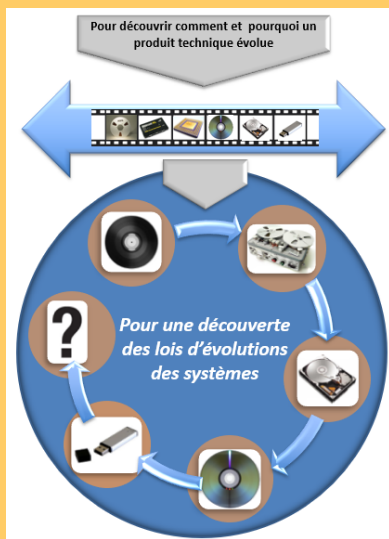 Pour découvrir comment et pourquoi un
produit technique évolue
Pour une découverte
des lois d'évolutions
des systèmes
?